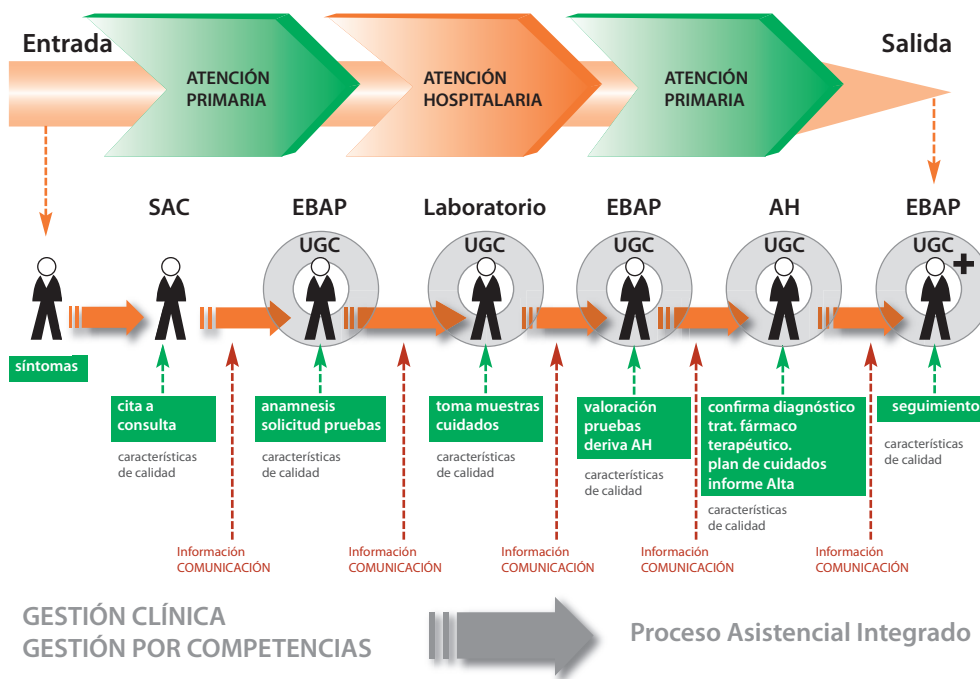 Entrada
Salida
ATENCIÓN
PRIMARIA
ATENCIÓN
HOSPITALARIA
ATENCIÓN
PRIMARIA
SAC
EBAP
Laboratorio
EBAP
AH
EBAP
UGC
UGC
UGC
UGC
UGC
síntomas
cita a
consulta
características
de calidad
anamnesis
solicitud pruebas
características
de calidad
toma muestras
cuidados
características
de calidad
valoración
pruebas
deriva AH
características
de calidad
confirma diagnóstico
trat. fármaco
terapéutico.
plan de cuidados
informe Alta
características
de calidad
seguimiento
características
de calidad
Información
COMUNICACIÓN
Información
COMUNICACIÓN
Información
COMUNICACIÓN
Información
COMUNICACIÓN
Información
COMUNICACIÓN
GESTIÓN CLÍNICA
GESTIÓN POR COMPETENCIAS
Proceso Asistencial Integrado